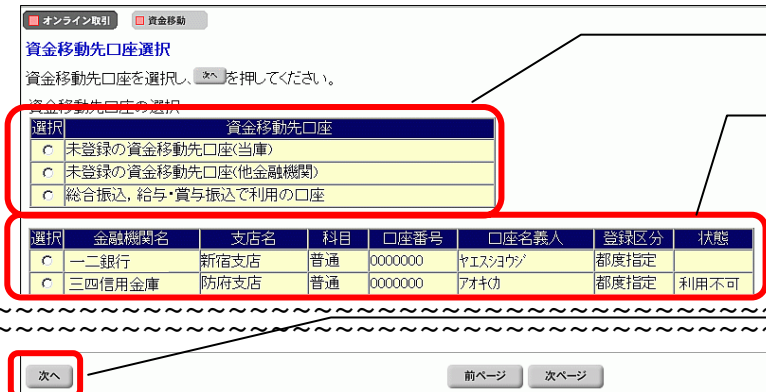 オンライン取引 資金移動
資金移動先口座選択
資金移動先口座を選択し、次へを押してください。
資金移動先口座の選択
選択 資金移動先口座
未登録の資金移動先口座(当庫)
未登録の資金移動先口座(他金融機関)
総合振込,給与・賞与振込で利用の口座
選択 金融機関名 支店名 科目 口座番号 口座名義人 登録区分 状態
一二銀行 新宿支店 普通 0000000 ヤエスショウジ 都度指定
三四信用金庫 防府支店 普通 0000000 アオキ(カ 都度指定 利用不可
次へ 前ページ 次ページ